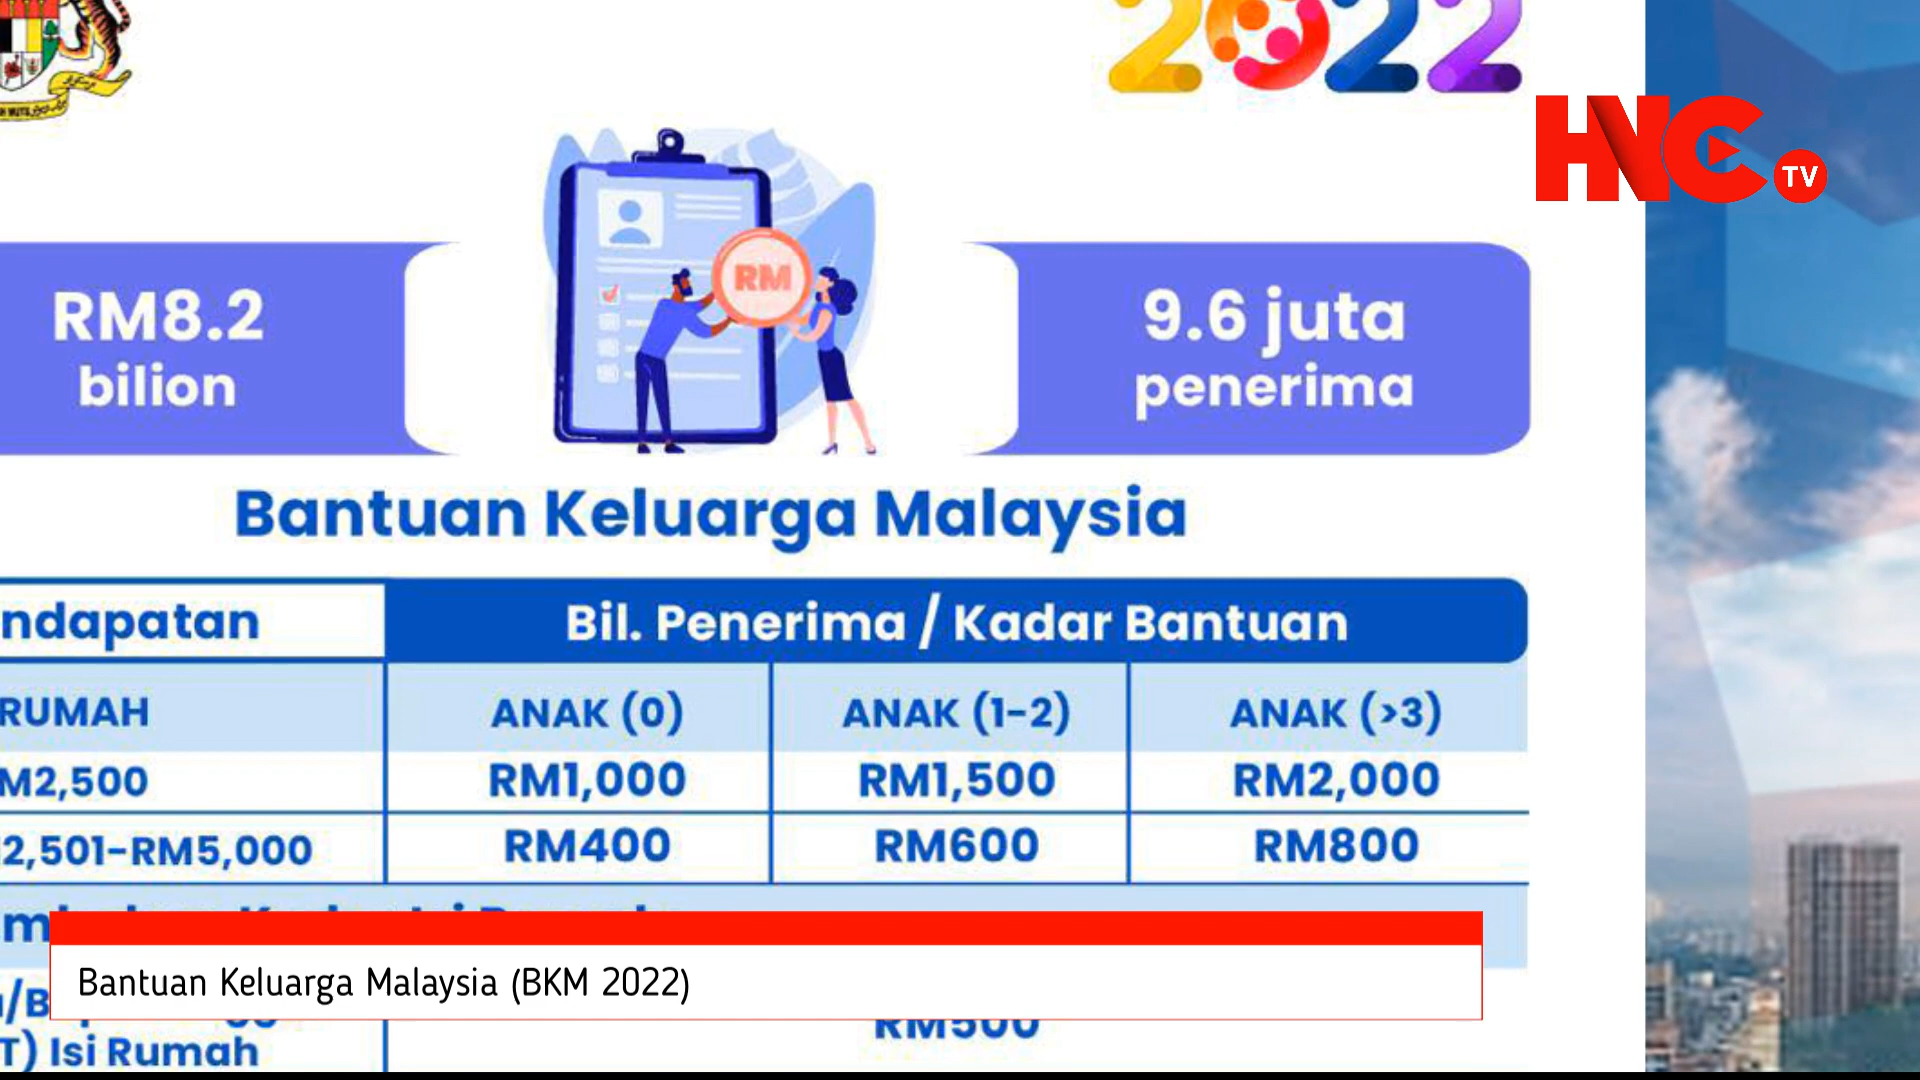 2022
HNC TV
RM8.2
bilion
RM
9.6 juta
penerima
Bantuan Keluarga Malaysia
ndapatan
Bil. Penerima / Kadar Bantuan
RUMAH
ANAK (0)
ANAK (1-2)
ANAK (>3)
M2,500
RM1,000
RM1,500
RM2,000
2,501-RM5,000
RM400
RM600
RM800
Bantuan Keluarga Malaysia (BKM 2022)
RM500
T) Isi Rumah